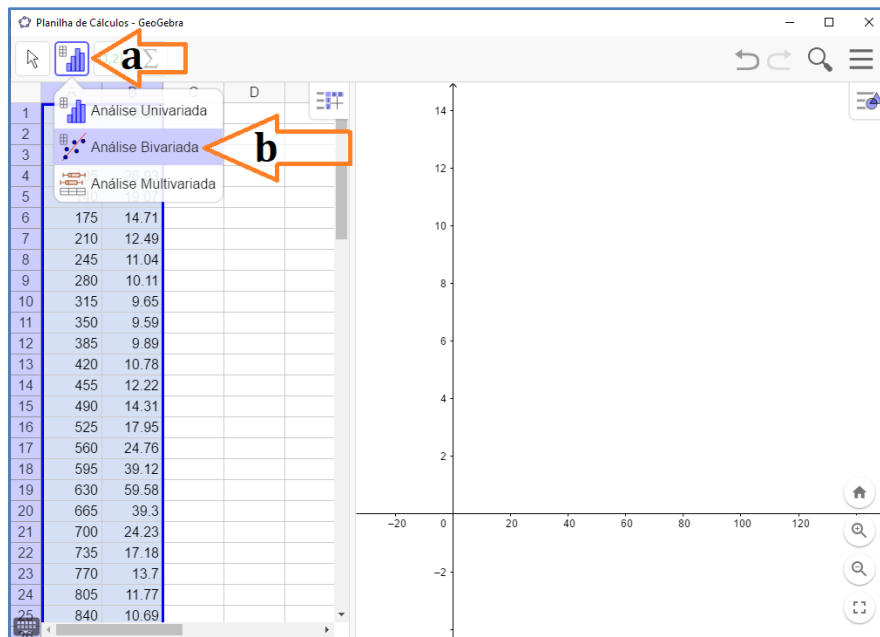 Planilha de Cálculos - GeoGebra
a
D
Análise Univariada
Análise Bivariada
b
Análise Multivariada
1
2
3
4
5
6 175 14.71
7 210 12.49
8 245 11.04
9 280 10.11
10 315 9.65
11 350 9.59
12 385 9.89
13 420 10.78
14 455 12.22
15 490 14.31
16 525 17.95
17 560 24.76
18 595 39.12
19 630 59.58
20 665 39.3
21 700 24.23
22 735 17.18
23 770 13.7
24 805 11.77
25 840 10.69
14
12
10
8
6
4
2
−20 0 20 40 60 80 100 120
−2